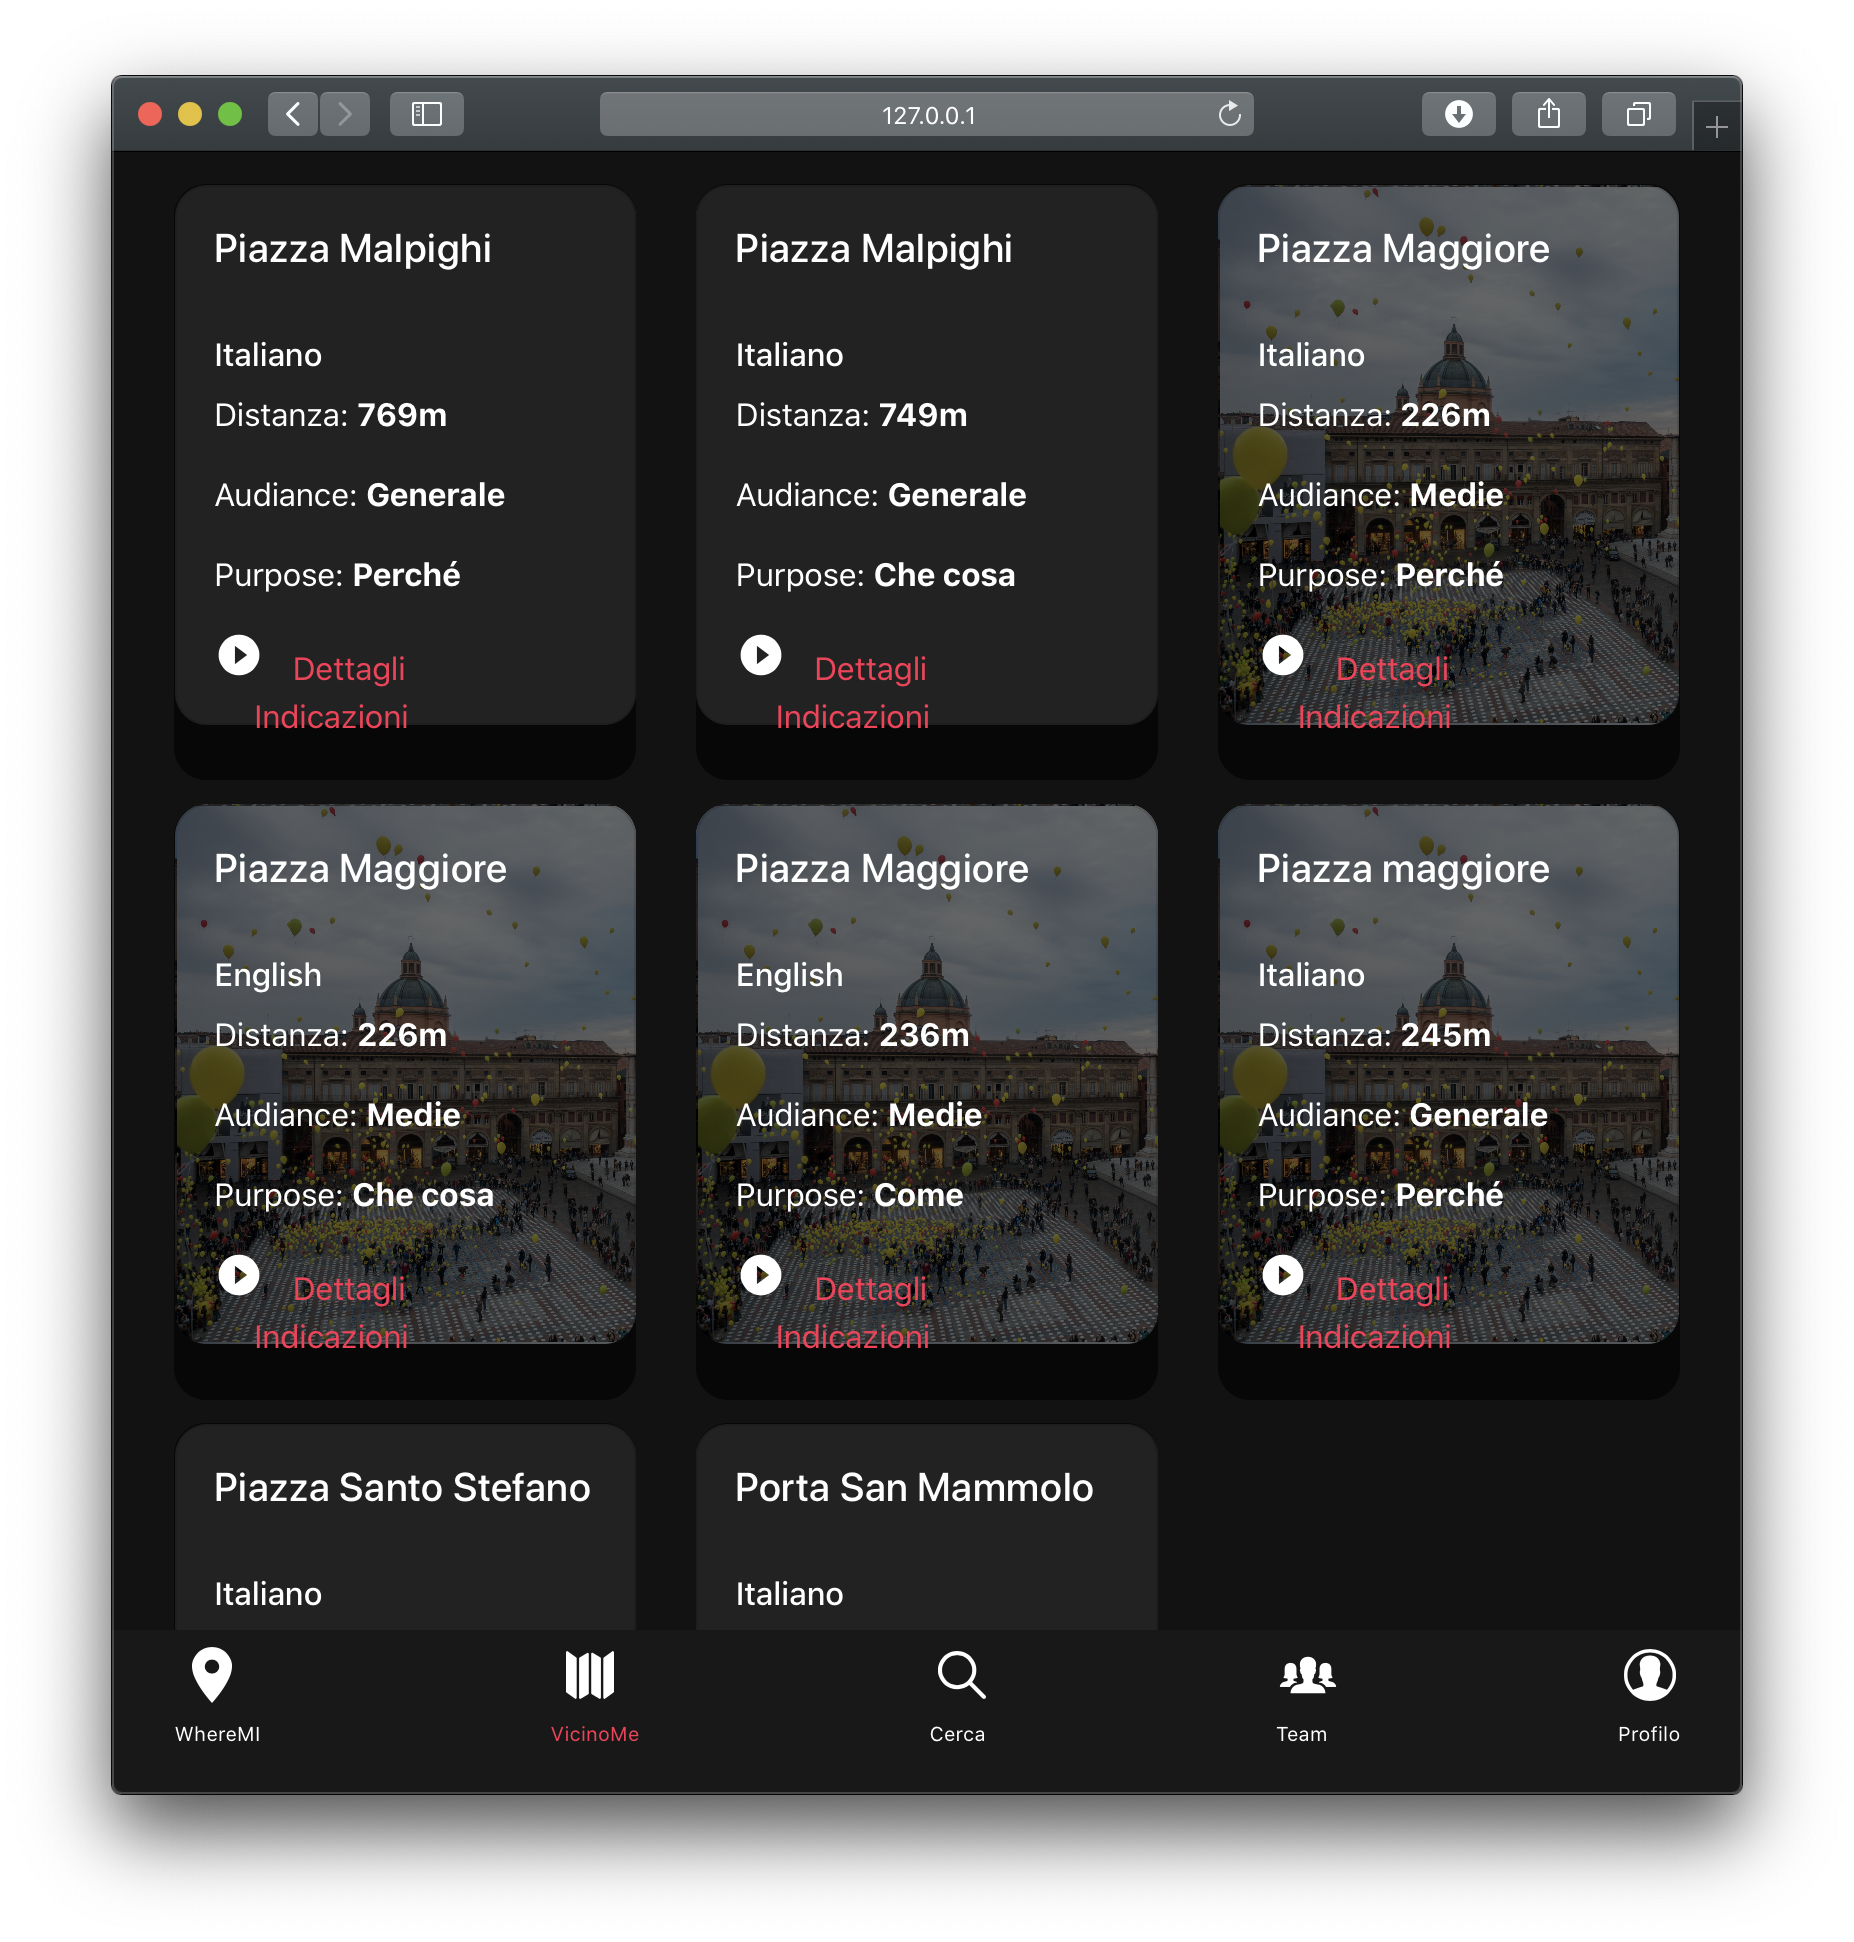 127.0.0.1
Piazza Malpighi
Italiano
Distanza: 769m
Audiance: Generale
Purpose: Perché
Dettagli
Indicazioni
Piazza Malpighi
Italiano
Distanza: 749m
Audiance: Generale
Purpose: Che cosa
Dettagli
Indicazioni
Piazza Maggiore
Italiano
Distanza: 226m
Audiance: Medie
Purpose: Perché
Dettagli
Indicazioni
Piazza Maggiore
English
Distanza: 226m
Audiance: Medie
Purpose: Che cosa
Dettagli
Indicazioni
Piazza Maggiore
English
Distanza: 236m
Audiance: Medie
Purpose: Come
Dettagli
Indicazioni
Piazza maggiore
Italiano
Distanza: 245m
Audiance: Generale
Purpose: Perché
Dettagli
Indicazioni
Piazza Santo Stefano
Italiano
Porta San Mammolo
Italiano
WhereMI
VicinoMe
Cerca
Team
Profilo